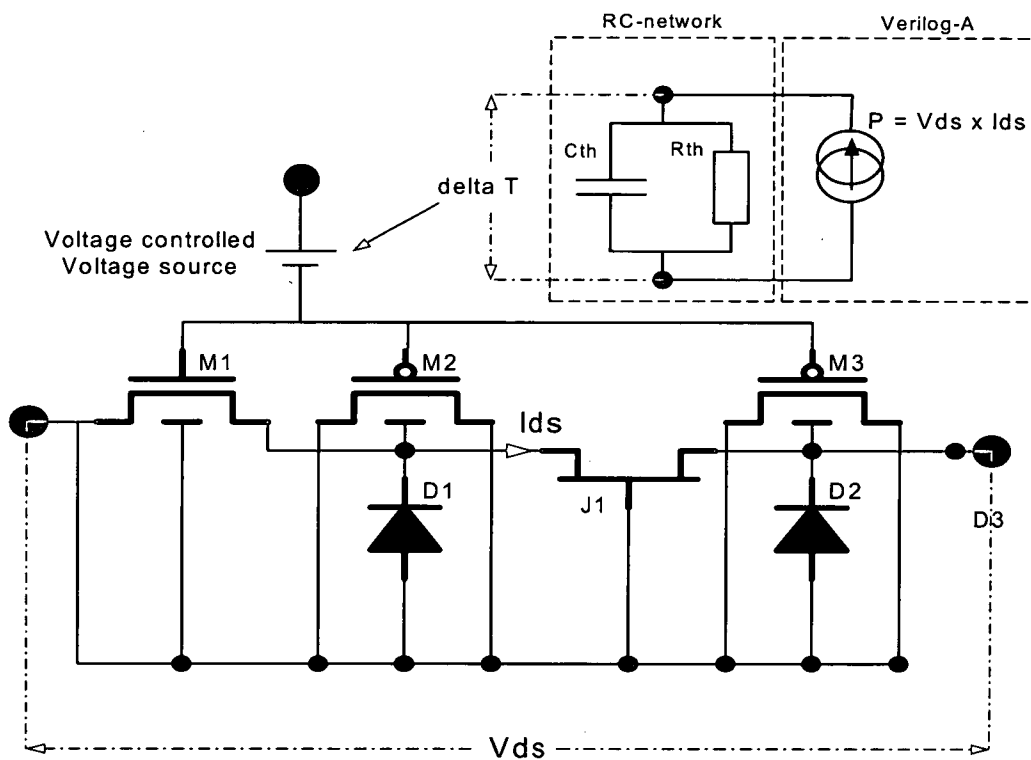 RC-network
Verilog-A
P = Vds x Ids
Cth
Rth
delta T
Voltage controlled
Voltage source
M1
M2
M3
Ids
D1
J1
D2
D3
Vds